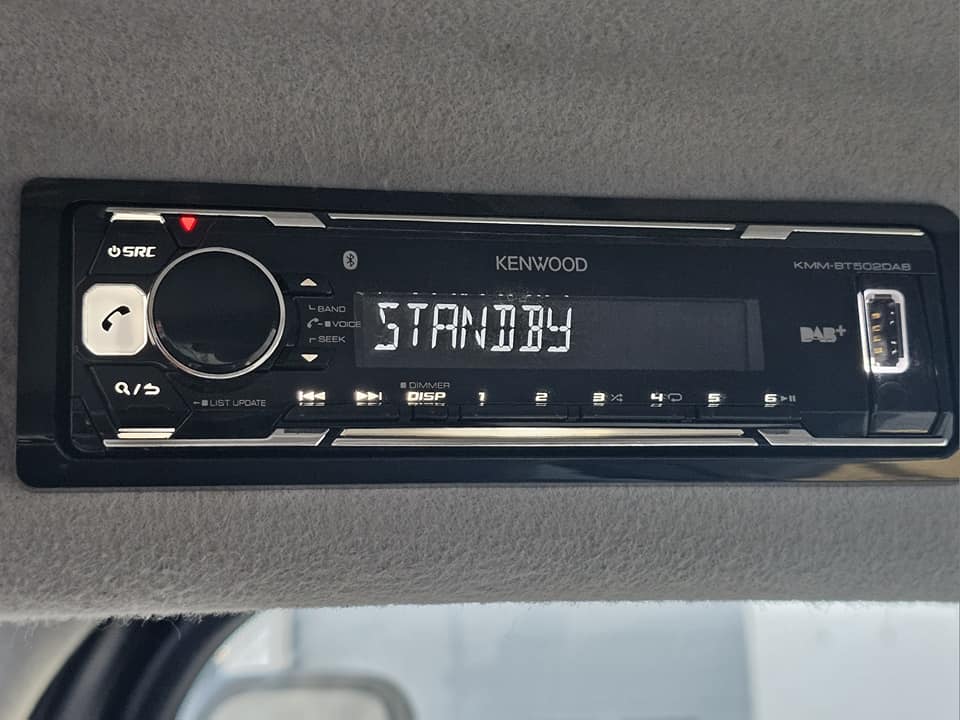 SRC
KENWOOD
KMM-BT502DAB
BAND
VOICE
SEEK
STANDBY
DAB+
DIMMER
LIST UPDATE
DISP 1 2 3 4 5 6